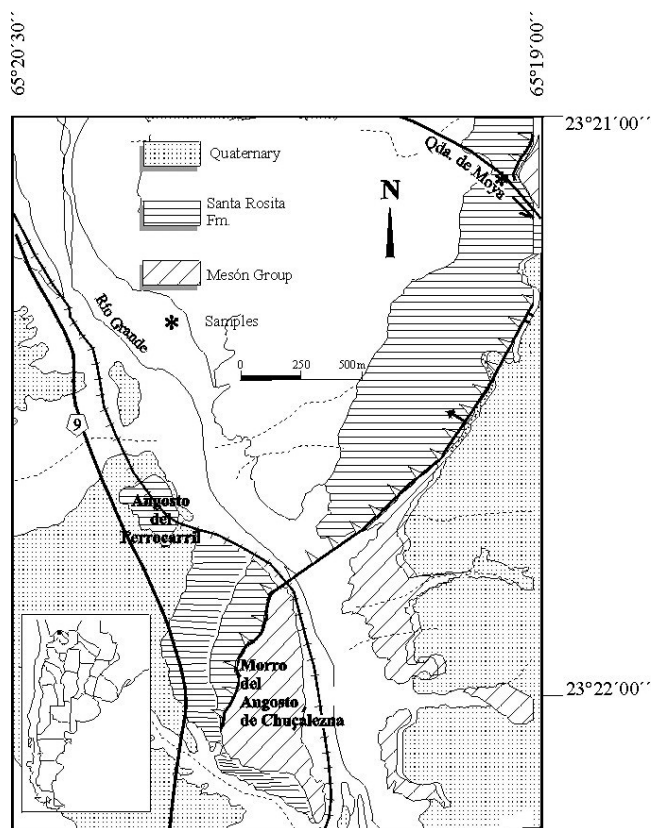 65°20´30´´
65°19´00´´
23°21´00´´
Qda. de Moya
Quaternary
Santa Rosita
Fm.
N
Mesón Group
Río Grande
Samples
0 250 500m
9
Angosto
del
Ferrocarril
Morro
del
Angosto
de Chucalezna
23°22´00´´